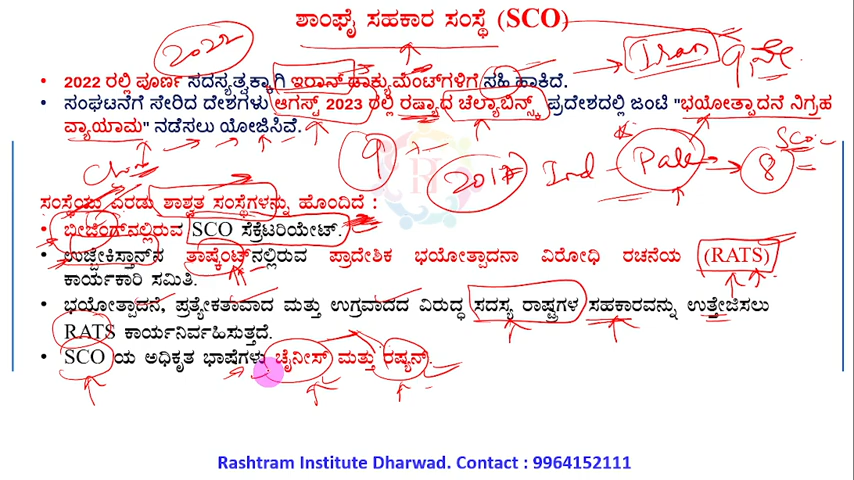 ಶಾಂಘೈ ಸಹಕಾರ ಸಂಸ್ಥೆ (SCO)
2022
Iran
9ನೇ
2022 ರಲ್ಲಿ ಪೂರ್ಣ ಸದಸ್ಯತ್ವಕ್ಕಾಗಿ ಇರಾನ್ ಡಾಕ್ಯುಮೆಂಟ್‌ಗಳಿಗೆ ಸಹಿ ಹಾಕಿದೆ.
ಸಂಘಟನೆಗೆ ಸೇರಿದ ದೇಶಗಳು ಆಗಸ್ಟ್ 2023 ರಲ್ಲಿ ರಷ್ಯಾದ ಚೆಲ್ಯಾಬಿನ್ಸ್ಕ್ ಪ್ರದೇಶದಲ್ಲಿ ಜಂಟಿ "ಭಯೋತ್ಪಾದನೆ ನಿಗ್ರಹ
ವ್ಯಾಯಾಮ" ನಡೆಸಲು ಯೋಜಿಸಿವೆ.
9
2017 Ind Pak 8 SCO
ಸಂಸ್ಥೆಯು ಎರಡು ಶಾಶ್ವತ ಸಂಸ್ಥೆಗಳನ್ನು ಹೊಂದಿದೆ :
ಬೀಜಿಂಗ್‌ನಲ್ಲಿರುವ SCO ಸೆಕ್ರೆಟರಿಯೇಟ್.
ಉಜ್ಬೇಕಿಸ್ತಾನ್‌ನ ತಾಷ್ಕೆಂಟ್‌ನಲ್ಲಿರುವ ಪ್ರಾದೇಶಿಕ ಭಯೋತ್ಪಾದನಾ ವಿರೋಧಿ ರಚನೆಯ (RATS)
ಕಾರ್ಯಕಾರಿ ಸಮಿತಿ.
ಭಯೋತ್ಪಾದನೆ, ಪ್ರತ್ಯೇಕತಾವಾದ ಮತ್ತು ಉಗ್ರವಾದದ ವಿರುದ್ಧ ಸದಸ್ಯ ರಾಷ್ಟ್ರಗಳ ಸಹಕಾರವನ್ನು ಉತ್ತೇಜಿಸಲು
RATS ಕಾರ್ಯನಿರ್ವಹಿಸುತ್ತದೆ.
SCO ಯ ಅಧಿಕೃತ ಭಾಷೆಗಳು ಚೈನೀಸ್ ಮತ್ತು ರಷ್ಯನ್.
Rashtram Institute Dharwad. Contact : 9964152111